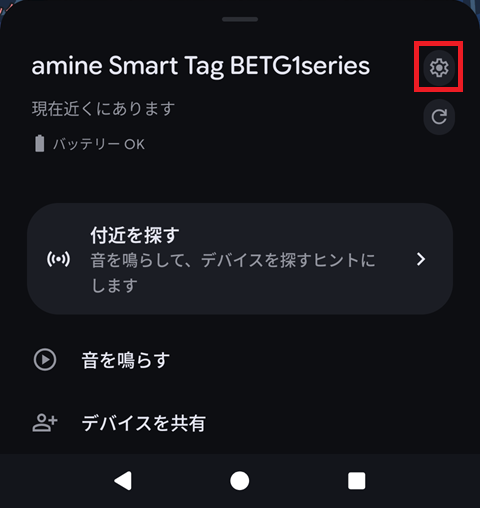 amine Smart Tag BETG1series
現在近くにあります
バッテリー OK
付近を探す
音を鳴らして、デバイスを探すヒントに
します
音を鳴らす
デバイスを共有